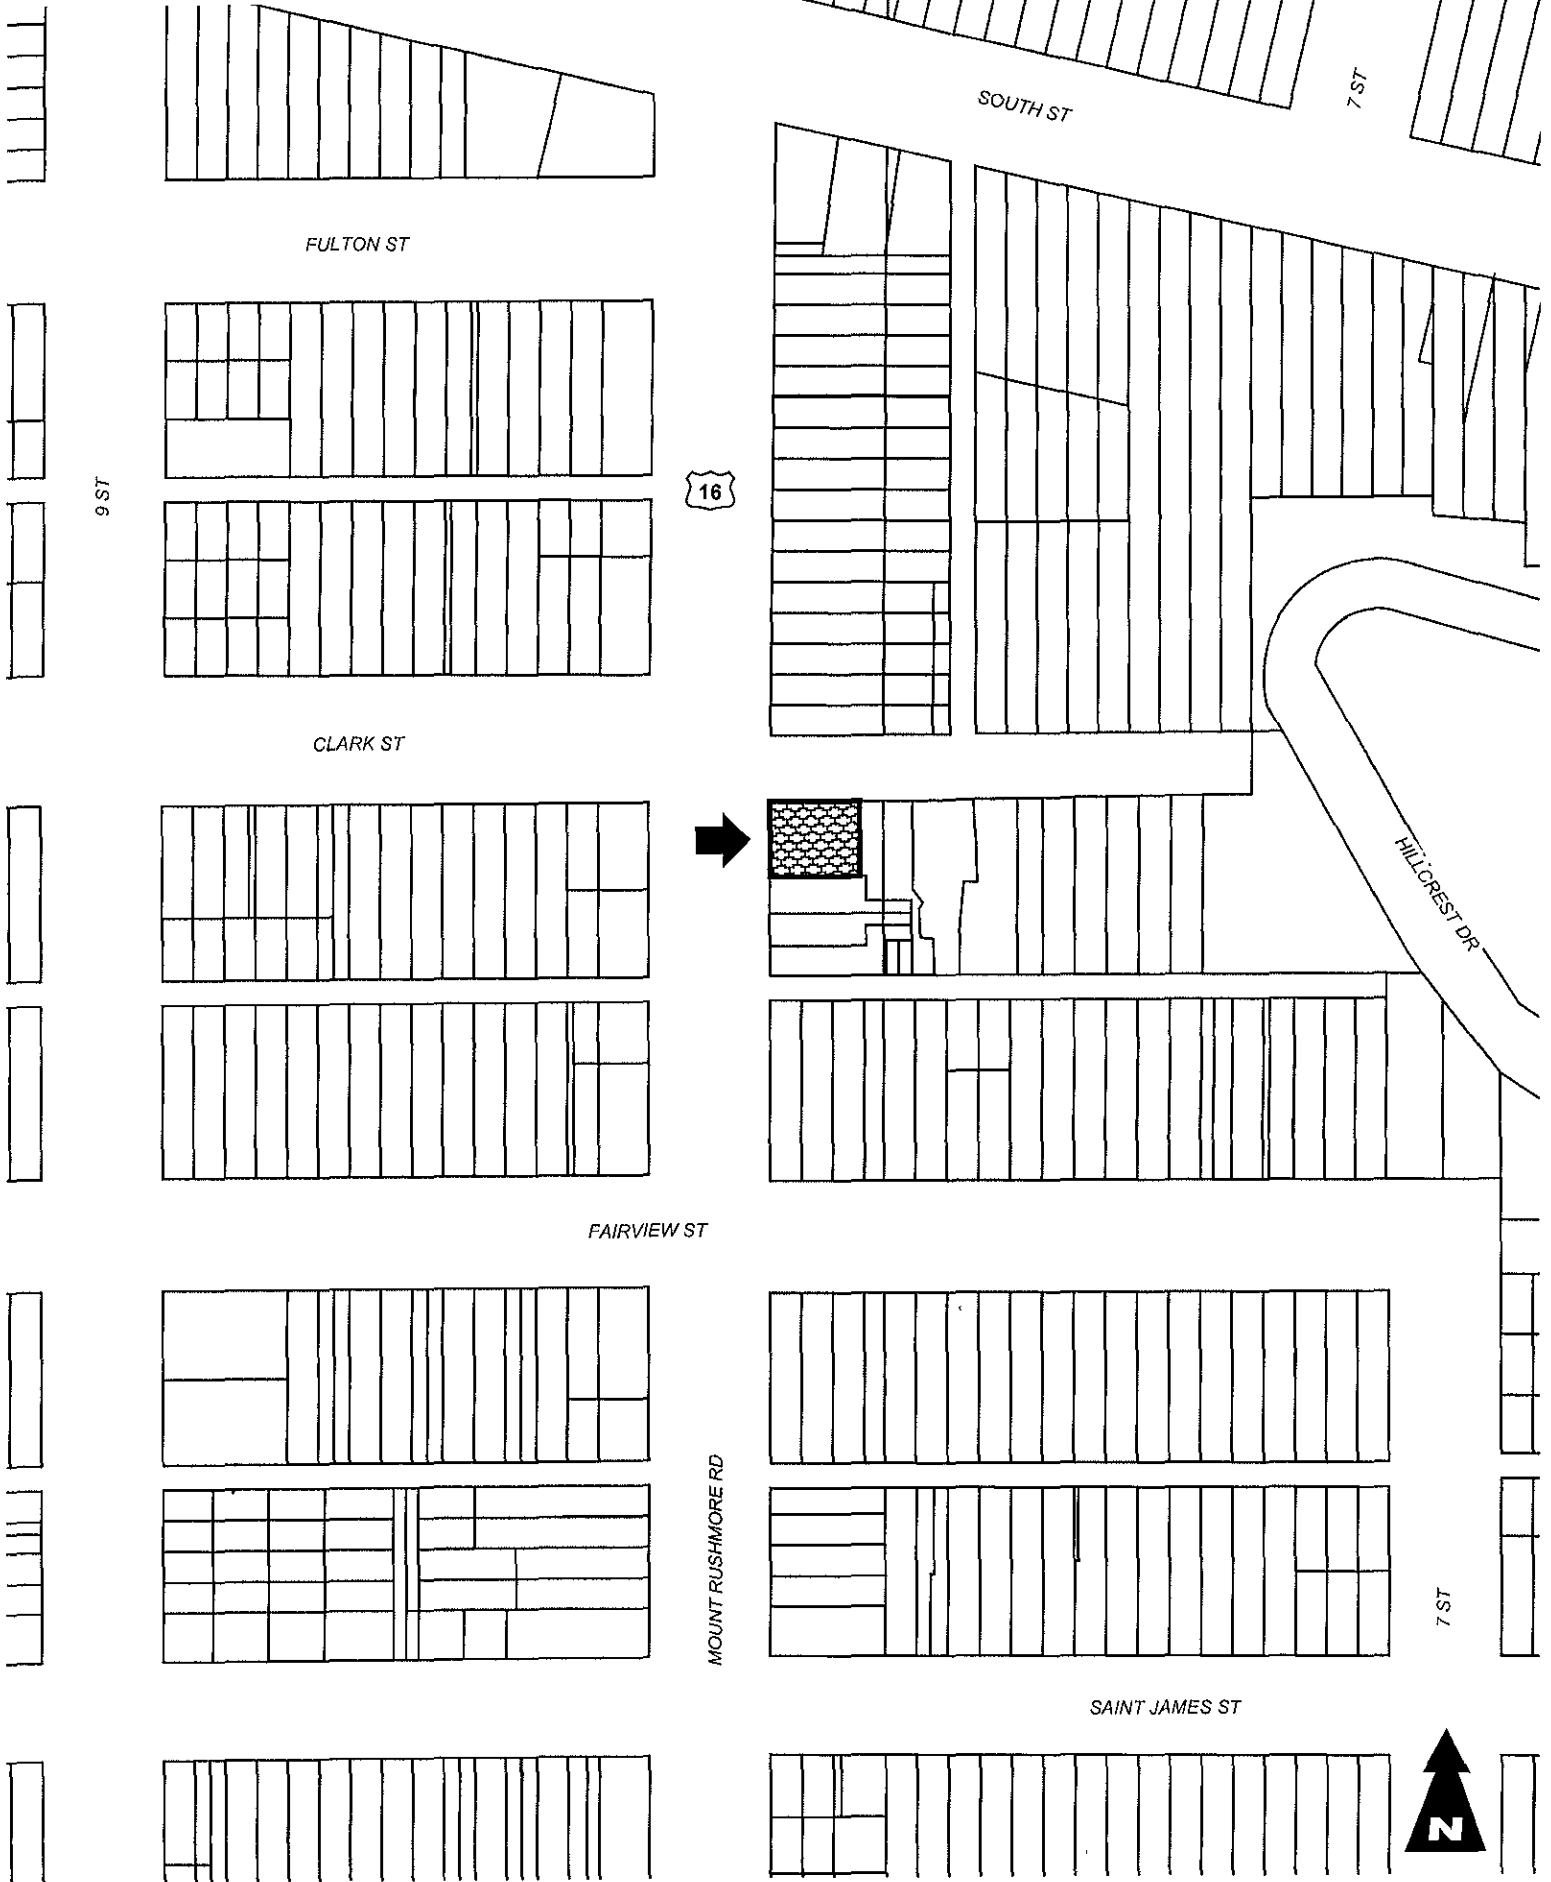 SOUTH ST
7 ST
FULTON ST
9 ST
16
CLARK ST
HILLCREST DR
FAIRVIEW ST
MOUNT RUSHMORE RD
7 ST
SAINT JAMES ST
N